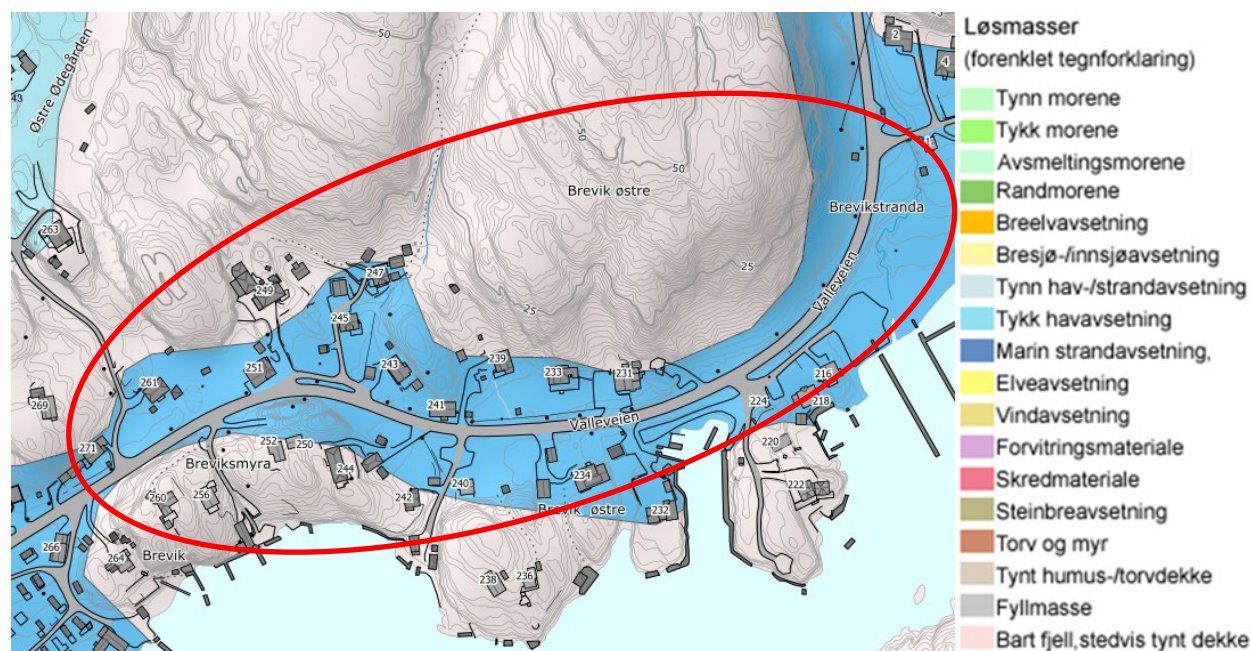 Østre Ødegården
43
50
50
50
2
4
1
263
Brevik østre
Brevikstranda
25
25
247
249
245
Valleveien
243
239
233
231
251
261
241
216
218
224
Valleveien
269
271
252
250
220
Breviksmyra
244
234
222
260
256
242
240
Brevik østre
232
266
264
Brevik
238
236
Løsmasser
(forenklet tegnforklaring)
Tynn morene
Tykk morene
Avsmeltingsmorene
Randmorene
Breelvavsetning
Bresjø-/innsjøavsetning
Tynn hav-/strandavsetning
Tykk havavsetning
Marin strandavsetning,
Elveavsetning
Vindavsetning
Forvitringsmateriale
Skredmateriale
Steinbreavsetning
Torv og myr
Tynt humus-/torvdekke
Fyllmasse
Bart fjell,stedvis tynt dekke